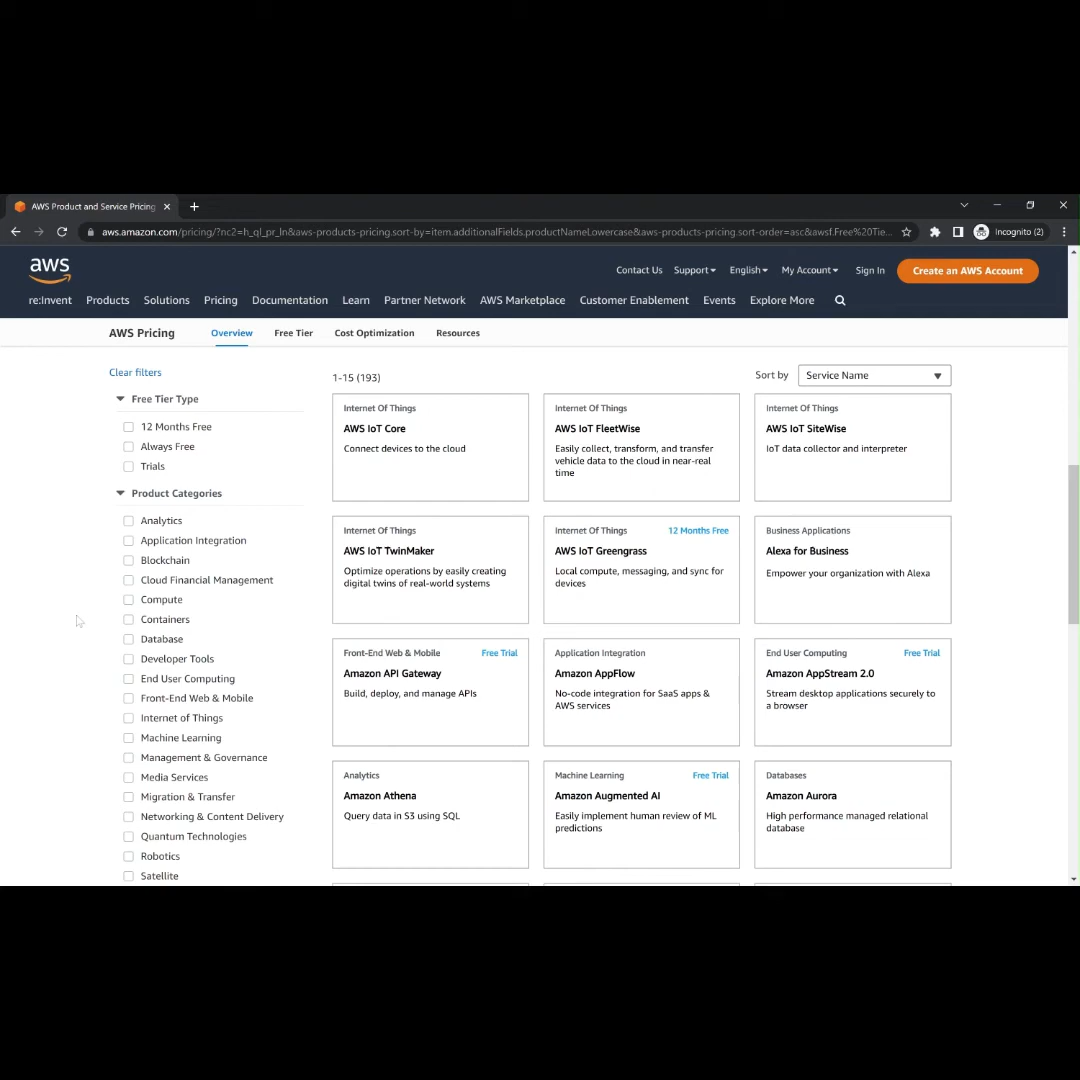 AWS Product and Service Pricing
aws.amazon.com/pricing/?nc2=h_ql_pr_ln&aws-products-pricing.sort-by=item.additionalFields.productNameLowercase&aws-products-pricing.sort-order=asc&awsf.Free%20Tie...
Incognito (2)
aws
Contact Us Support English My Account Sign In Create an AWS Account
re:Invent Products Solutions Pricing Documentation Learn Partner Network AWS Marketplace Customer Enablement Events Explore More
AWS Pricing Overview Free Tier Cost Optimization Resources
Clear filters
Free Tier Type
12 Months Free
Always Free
Trials
Product Categories
Analytics
Application Integration
Blockchain
Cloud Financial Management
Compute
Containers
Database
Developer Tools
End User Computing
Front-End Web & Mobile
Internet of Things
Machine Learning
Management & Governance
Media Services
Migration & Transfer
Networking & Content Delivery
Quantum Technologies
Robotics
Satellite
1-15 (193)
Sort by Service Name
Internet Of Things
AWS IoT Core
Connect devices to the cloud
Internet Of Things
AWS IoT FleetWise
Easily collect, transform, and transfer
vehicle data to the cloud in near-real
time
Internet Of Things
AWS IoT SiteWise
IoT data collector and interpreter
Internet Of Things
AWS IoT TwinMaker
Optimize operations by easily creating
digital twins of real-world systems
Internet Of Things 12 Months Free
AWS IoT Greengrass
Local compute, messaging, and sync for
devices
Business Applications
Alexa for Business
Empower your organization with Alexa
Front-End Web & Mobile Free Trial
Amazon API Gateway
Build, deploy, and manage APIs
Application Integration
Amazon AppFlow
No-code integration for SaaS apps &
AWS services
End User Computing Free Trial
Amazon AppStream 2.0
Stream desktop applications securely to
a browser
Analytics
Amazon Athena
Query data in S3 using SQL
Machine Learning Free Trial
Amazon Augmented AI
Easily implement human review of ML
predictions
Databases
Amazon Aurora
High performance managed relational
database